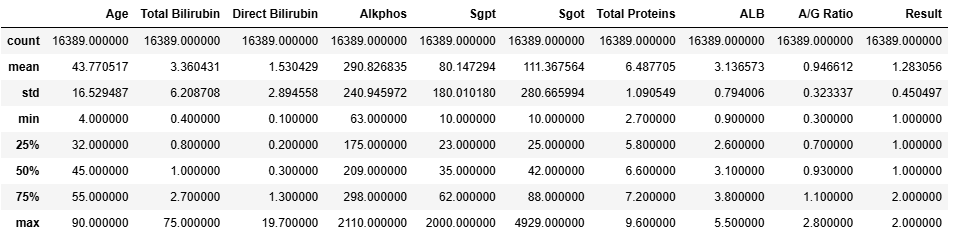 Age Total Bilirubin Direct Bilirubin Alkphos Sgpt Sgot Total Proteins ALB A/G Ratio Result
count 16389.000000 16389.000000 16389.000000 16389.000000 16389.000000 16389.000000 16389.000000 16389.000000 16389.000000 16389.000000
mean 43.770517 3.360431 1.530429 290.826835 80.147294 111.367564 6.487705 3.136573 0.946612 1.283056
std 16.529487 6.208708 2.894558 240.945972 180.010180 280.665994 1.090549 0.794006 0.323337 0.450497
min 4.000000 0.400000 0.100000 63.000000 10.000000 10.000000 2.700000 0.900000 0.300000 1.000000
25% 32.000000 0.800000 0.200000 175.000000 23.000000 25.000000 5.800000 2.600000 0.700000 1.000000
50% 45.000000 1.000000 0.300000 209.000000 35.000000 42.000000 6.600000 3.100000 0.930000 1.000000
75% 55.000000 2.700000 1.300000 298.000000 62.000000 88.000000 7.200000 3.800000 1.100000 2.000000
max 90.000000 75.000000 19.700000 2110.000000 2000.000000 4929.000000 9.600000 5.500000 2.800000 2.000000